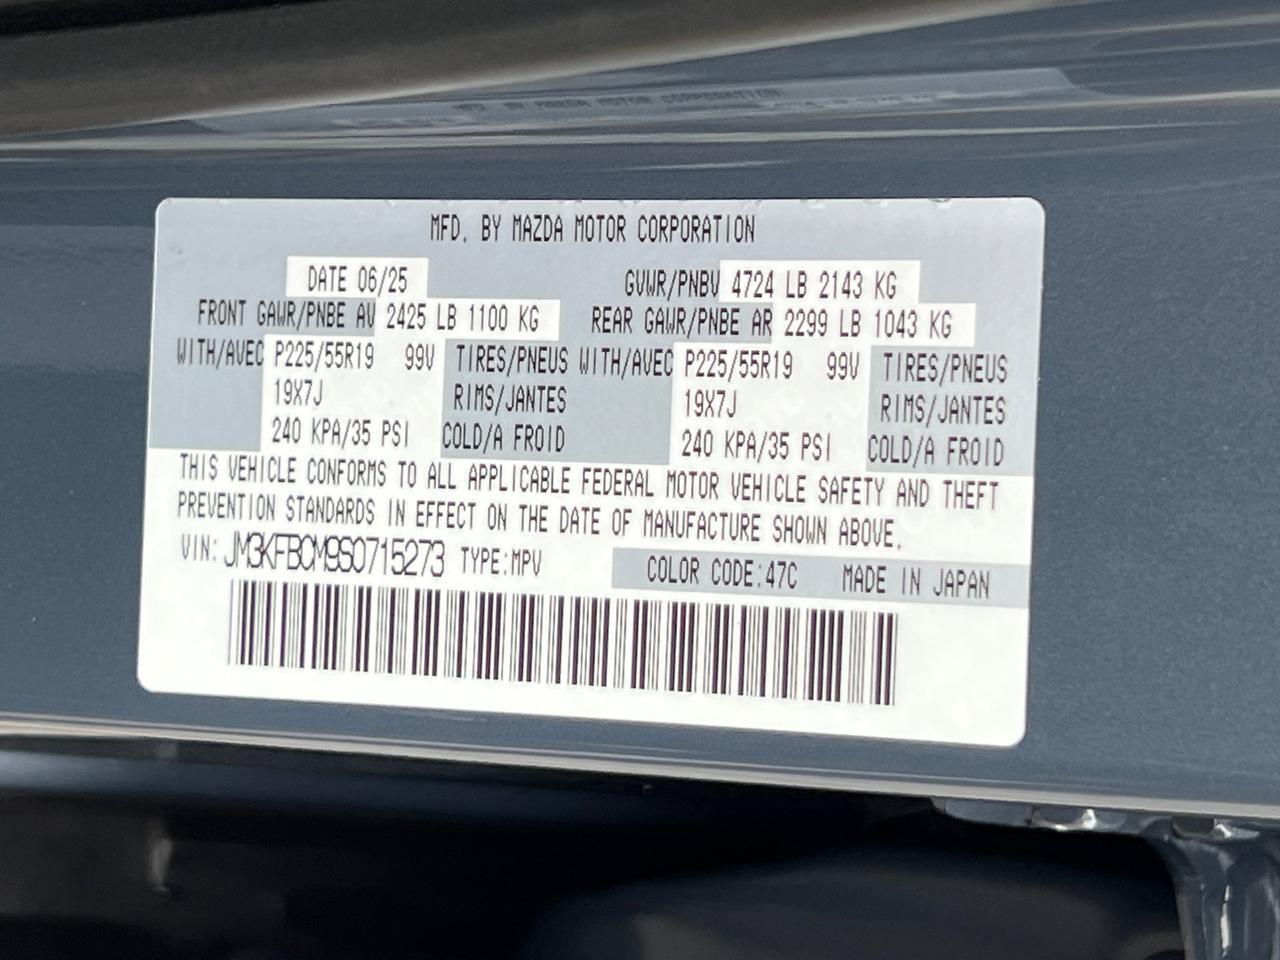 MFD. BY MAZDA MOTOR CORPORATION
DATE 06/25 GVWR/PNBV 4724 LB 2143 KG
FRONT GAWR/PNBE AV 2425 LB 1100 KG REAR GAWR/PNBE AR 2299 LB 1043 KG
WITH/AVEC P225/55R19 99V TIRES/PNEUS WITH/AVEC P225/55R19 99V TIRES/PNEUS
19X7J RIMS/JANTES 19X7J RIMS/JANTES
240 KPA/35 PSI COLD/A FROID 240 KPA/35 PSI COLD/A FROID
THIS VEHICLE CONFORMS TO ALL APPLICABLE FEDERAL MOTOR VEHICLE SAFETY AND THEFT
PREVENTION STANDARDS IN EFFECT ON THE DATE OF MANUFACTURE SHOWN ABOVE.
VIN: JM3KFBCM9S0715273 TYPE:MPV COLOR CODE:47C MADE IN JAPAN